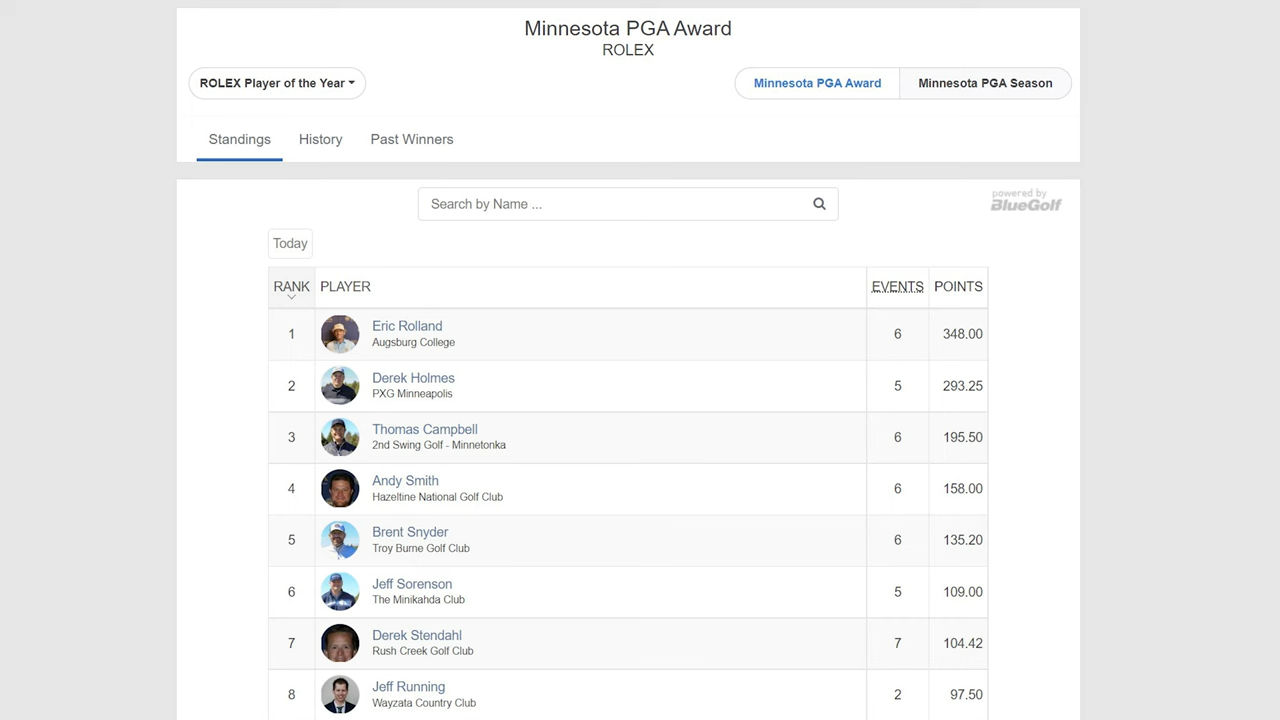 Minnesota PGA Award
ROLEX
ROLEX Player of the Year
Minnesota PGA Award
Minnesota PGA Season
Standings History Past Winners
Search by Name ...
powered by
BlueGolf
Today
RANK PLAYER EVENTS POINTS
1 Eric Rolland 6 348.00
Augsburg College
2 Derek Holmes 5 293.25
PXG Minneapolis
3 Thomas Campbell 6 195.50
2nd Swing Golf - Minnetonka
4 Andy Smith 6 158.00
Hazeltine National Golf Club
5 Brent Snyder 6 135.20
Troy Burne Golf Club
6 Jeff Sorenson 5 109.00
The Minikahda Club
7 Derek Stendahl 7 104.42
Rush Creek Golf Club
8 Jeff Running 2 97.50
Wayzata Country Club